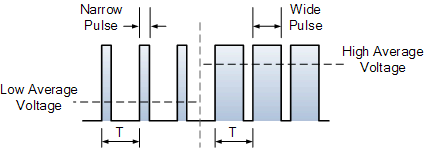 Narrow
Pulse
Wide
Pulse
High Average
Voltage
Low Average
Voltage
T
T